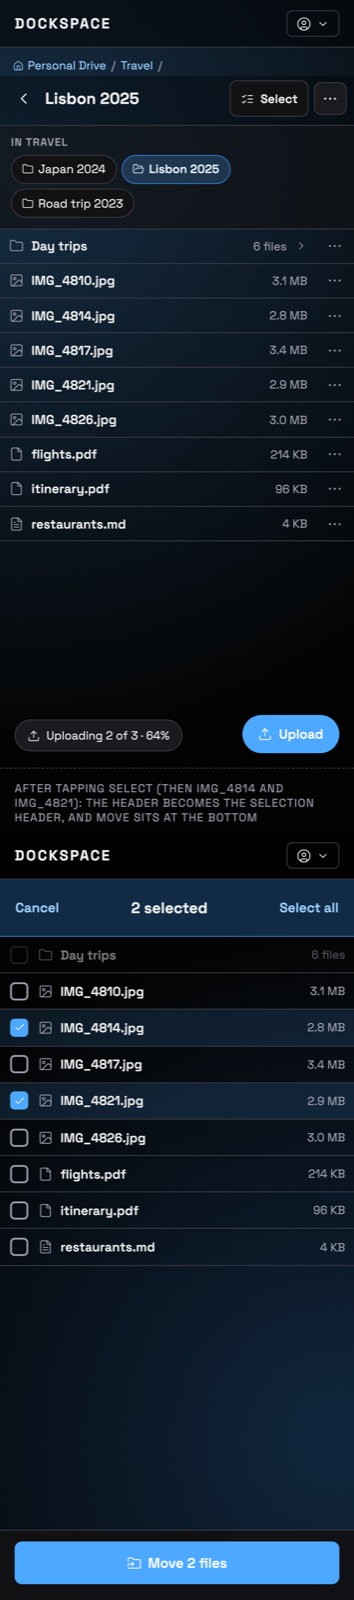 DOCKSPACE
Personal Drive / Travel /
Lisbon 2025
Select
IN TRAVEL
Japan 2024
Lisbon 2025
Road trip 2023
Day trips 6 files
IMG_4810.jpg 3.1 MB
IMG_4814.jpg 2.8 MB
IMG_4817.jpg 3.4 MB
IMG_4821.jpg 2.9 MB
IMG_4826.jpg 3.0 MB
flights.pdf 214 KB
itinerary.pdf 96 KB
restaurants.md 4 KB
Uploading 2 of 3 · 64%
Upload
AFTER TAPPING SELECT (THEN IMG_4814 AND
IMG_4821): THE HEADER BECOMES THE SELECTION
HEADER, AND MOVE SITS AT THE BOTTOM
DOCKSPACE
Cancel 2 selected Select all
Day trips 6 files
IMG_4810.jpg 3.1 MB
IMG_4814.jpg 2.8 MB
IMG_4817.jpg 3.4 MB
IMG_4821.jpg 2.9 MB
IMG_4826.jpg 3.0 MB
flights.pdf 214 KB
itinerary.pdf 96 KB
restaurants.md 4 KB
Move 2 files